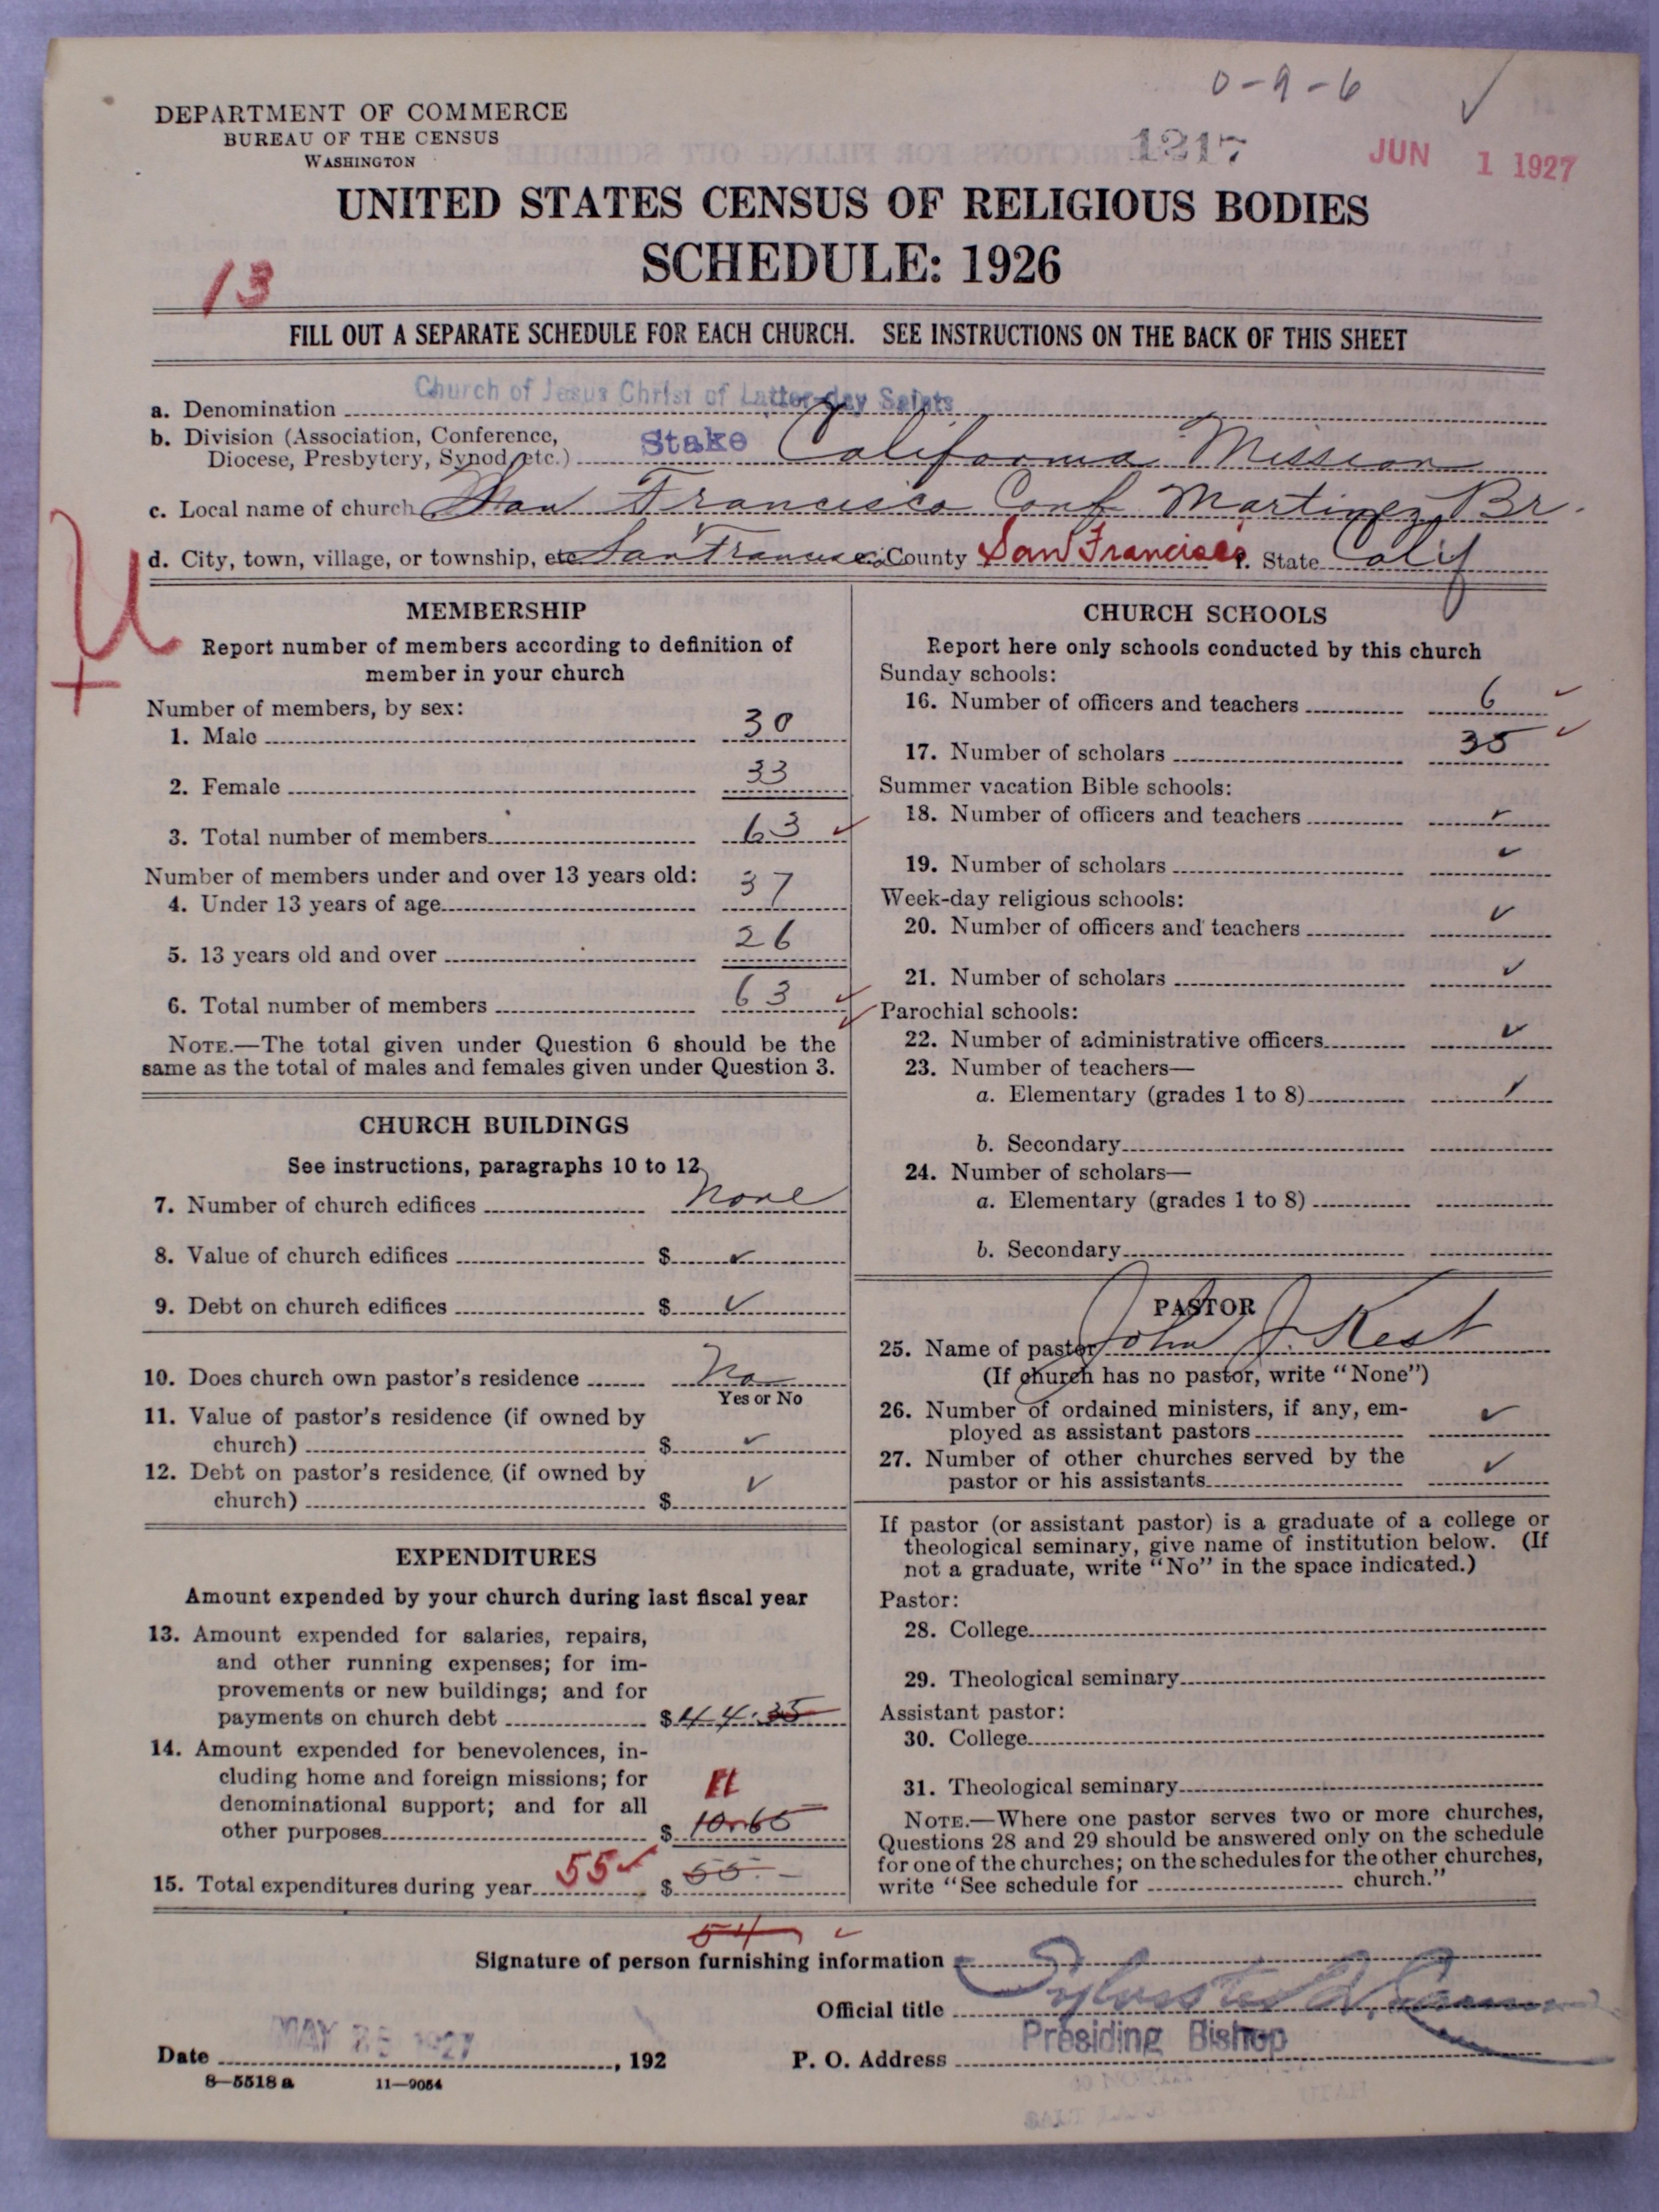 0-9-6
DEPARTMENT OF COMMERCE
BUREAU OF THE CENSUS
WASHINGTON
1217
JUN 1 1927
UNITED STATES CENSUS OF RELIGIOUS BODIES
SCHEDULE: 1926
13
FILL OUT A SEPARATE SCHEDULE FOR EACH CHURCH. SEE INSTRUCTIONS ON THE BACK OF THIS SHEET
a. Denomination Church of Jesus Christ of Latter-day Saints
b. Division (Association, Conference,
Diocese, Presbytery, Synod, etc.) Stake California Mission
c. Local name of church San Francisco Conf Martinez Br.
d. City, town, village, or township, etc San Francisco County San Francisco State Calif
U
MEMBERSHIP
Report number of members according to definition of
member in your church
Number of members, by sex:
1. Male 30
2. Female 33
3. Total number of members 63
Number of members under and over 13 years old:
4. Under 13 years of age 37
5. 13 years old and over 26
6. Total number of members 63
NOTE.—The total given under Question 6 should be the
same as the total of males and females given under Question 3.
CHURCH BUILDINGS
See instructions, paragraphs 10 to 12
7. Number of church edifices none
8. Value of church edifices $ ✓
9. Debt on church edifices $ ✓
10. Does church own pastor's residence No
Yes or No
11. Value of pastor's residence (if owned by
church) $ ✓
12. Debt on pastor's residence (if owned by
church) $ ✓
EXPENDITURES
Amount expended by your church during last fiscal year
13. Amount expended for salaries, repairs,
and other running expenses; for im-
provements or new buildings; and for
payments on church debt $ 44.35
14. Amount expended for benevolences, in-
cluding home and foreign missions; for
denominational support; and for all
11
other purposes $ 10.65
15. Total expenditures during year 55 $ 55.-
54
CHURCH SCHOOLS
Report here only schools conducted by this church
Sunday schools:
16. Number of officers and teachers 6
17. Number of scholars 35
Summer vacation Bible schools:
18. Number of officers and teachers ✓
19. Number of scholars ✓
Week-day religious schools:
20. Number of officers and teachers ✓
21. Number of scholars ✓
Parochial schools:
22. Number of administrative officers ✓
23. Number of teachers—
a. Elementary (grades 1 to 8) ✓
b. Secondary
24. Number of scholars—
a. Elementary (grades 1 to 8)
b. Secondary
PASTOR
25. Name of pastor John J. Kest
(If church has no pastor, write "None")
26. Number of ordained ministers, if any, em-
ployed as assistant pastors ✓
27. Number of other churches served by the
pastor or his assistants ✓
If pastor (or assistant pastor) is a graduate of a college or
theological seminary, give name of institution below. (If
not a graduate, write "No" in the space indicated.)
Pastor:
28. College
29. Theological seminary
Assistant pastor:
30. College
31. Theological seminary
NOTE.—Where one pastor serves two or more churches,
Questions 28 and 29 should be answered only on the schedule
for one of the churches; on the schedules for the other churches,
write "See schedule for church."
Signature of person furnishing information
Official title
Presiding Bishop
Date MAY 25 1927, 192
P. O. Address
8—5518 a 11—9054